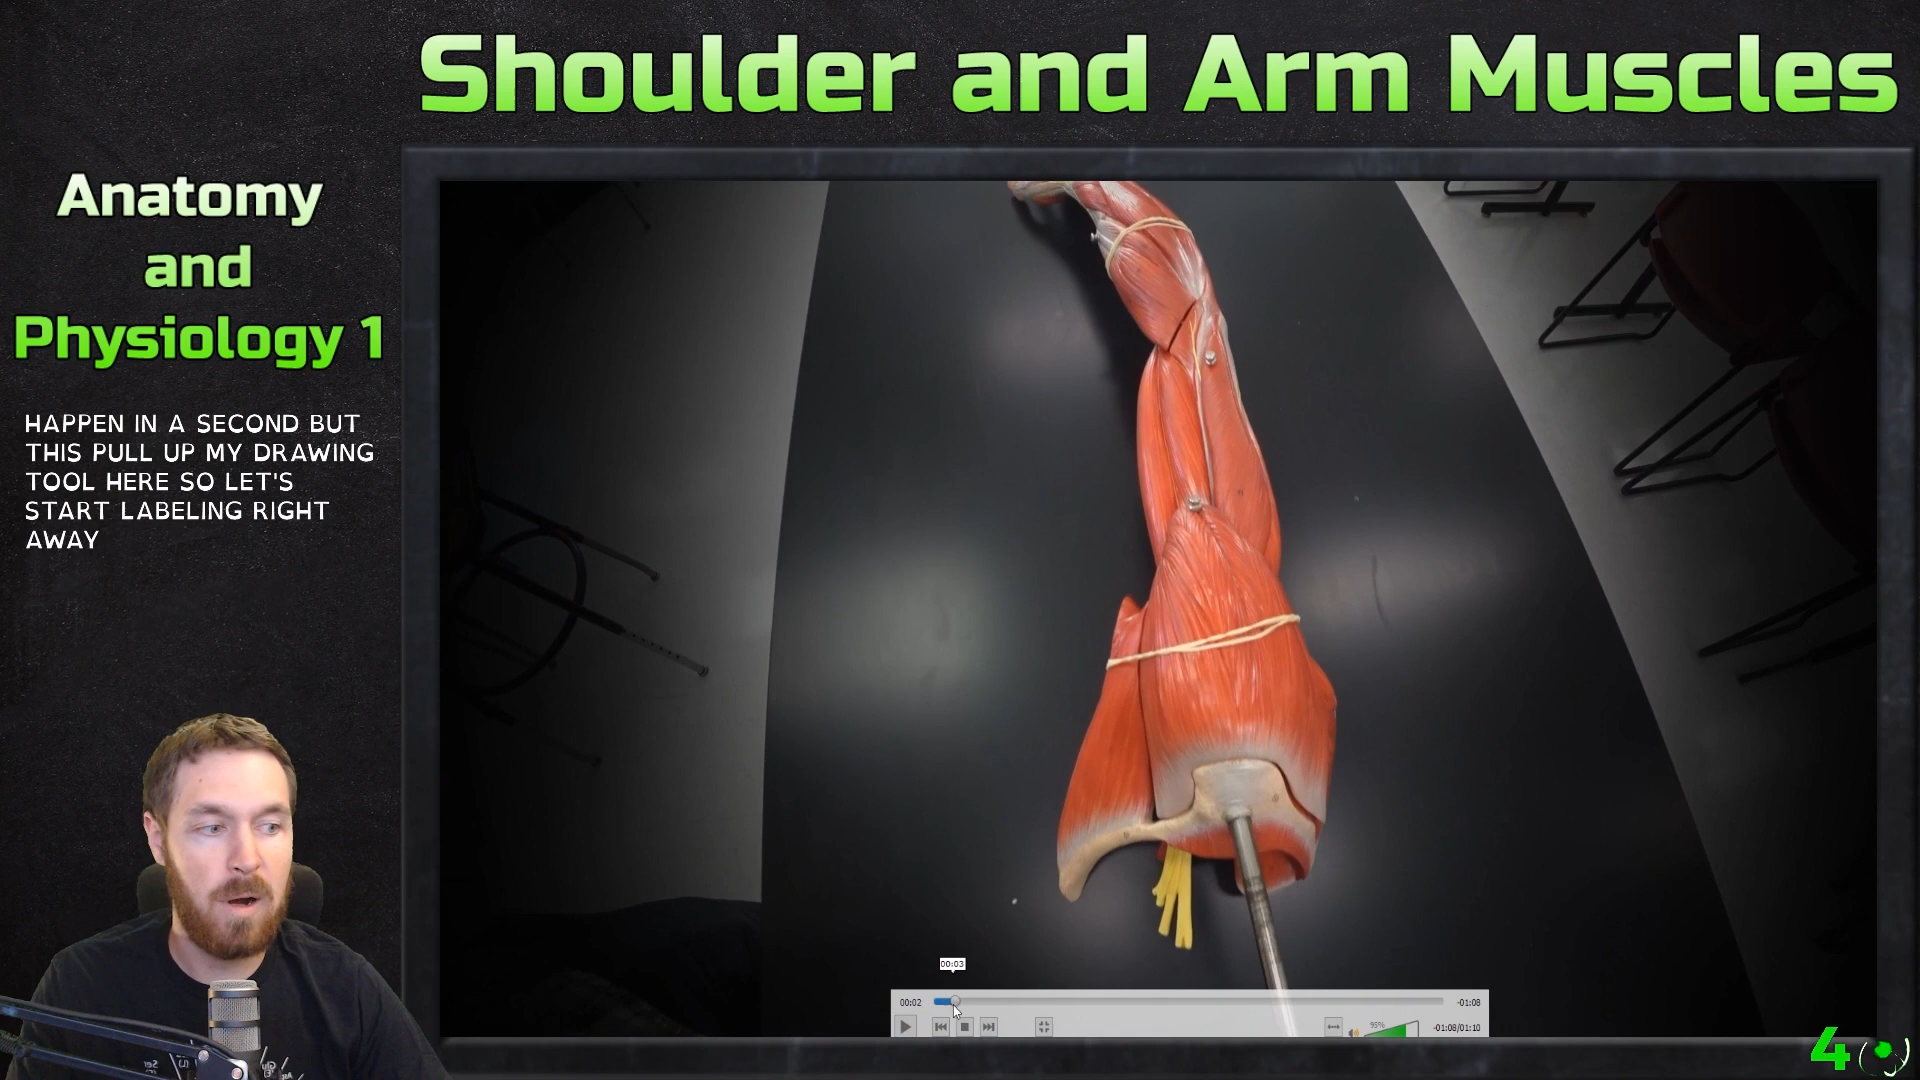 Shoulder and Arm Muscles
Anatomy
and
Physiology 1
HAPPEN IN A SECOND BUT
THIS PULL UP MY DRAWING
TOOL HERE SO LET'S
START LABELING RIGHT
AWAY
00:03
00:02
-01:08
95%
-01:08/01:10
4